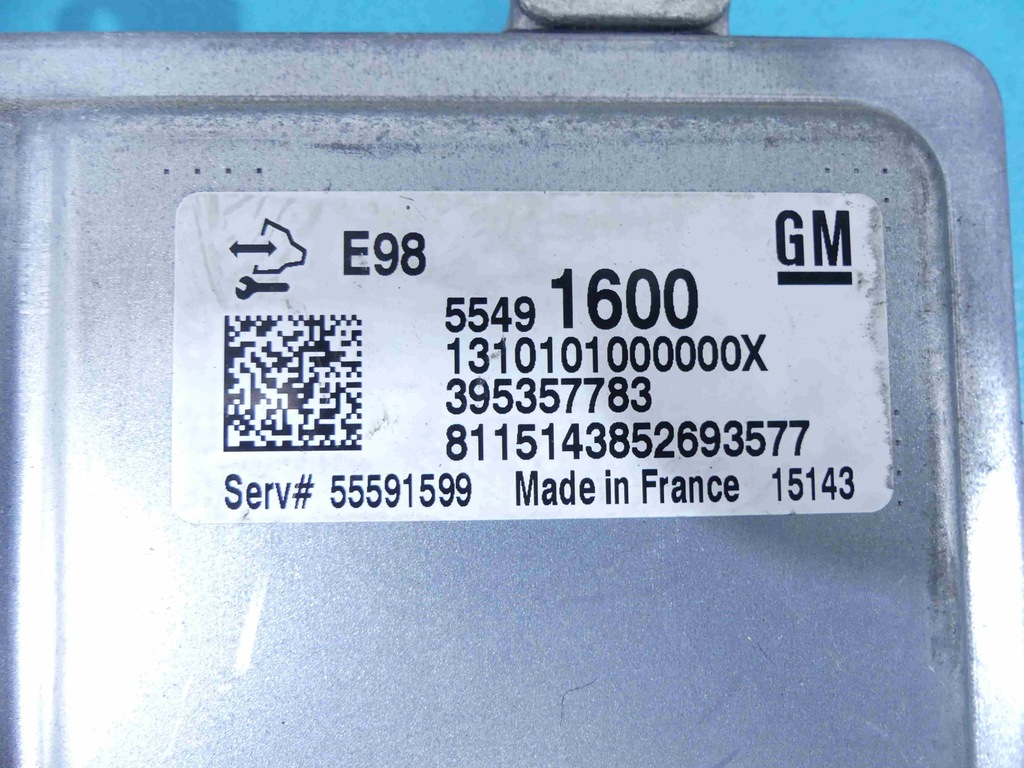 E98
GM
5549 1600
1310101000000X
395357783
8115143852693577
Serv# 55591599 Made in France 15143